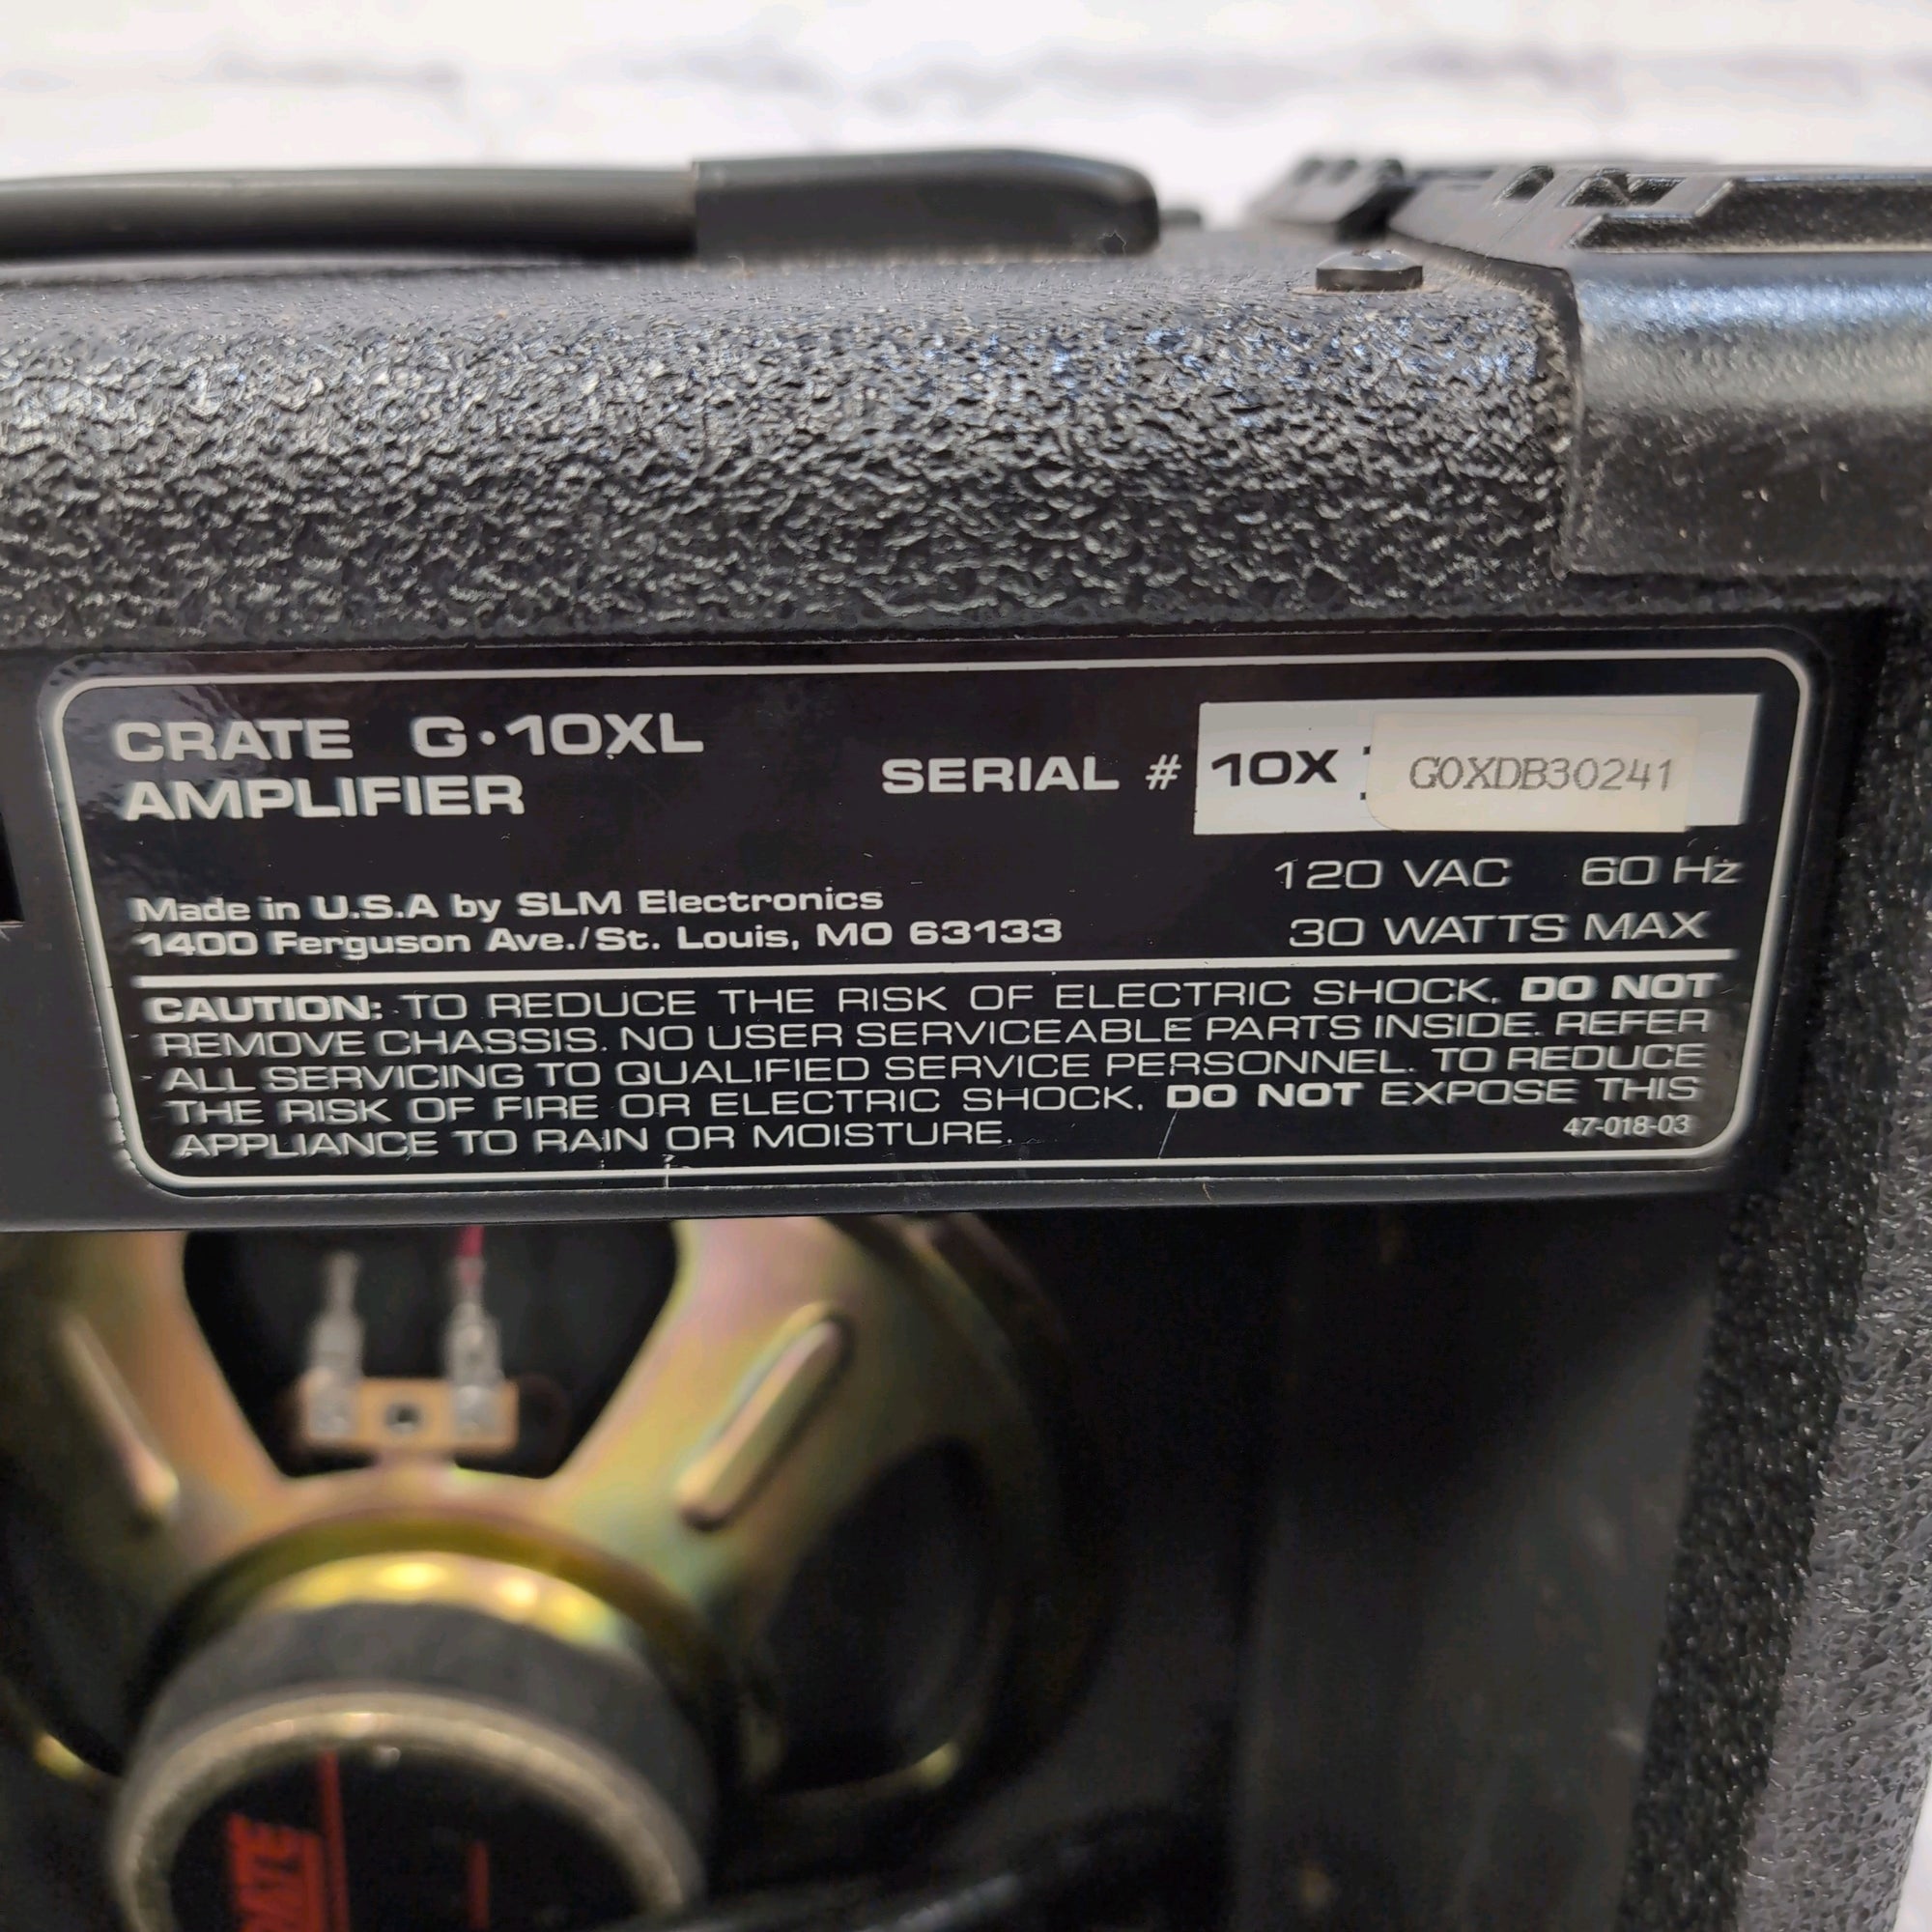 CRATE G·10XL
AMPLIFIER
SERIAL # 10X G0XDB30241
Made in U.S.A by SLM Electronics
1400 Ferguson Ave./St. Louis, MO 63133
120 VAC 60 Hz
30 WATTS MAX
CAUTION: TO REDUCE THE RISK OF ELECTRIC SHOCK, DO NOT
REMOVE CHASSIS. NO USER SERVICEABLE PARTS INSIDE. REFER
ALL SERVICING TO QUALIFIED SERVICE PERSONNEL. TO REDUCE
THE RISK OF FIRE OR ELECTRIC SHOCK, DO NOT EXPOSE THIS
APPLIANCE TO RAIN OR MOISTURE.
47-018-03